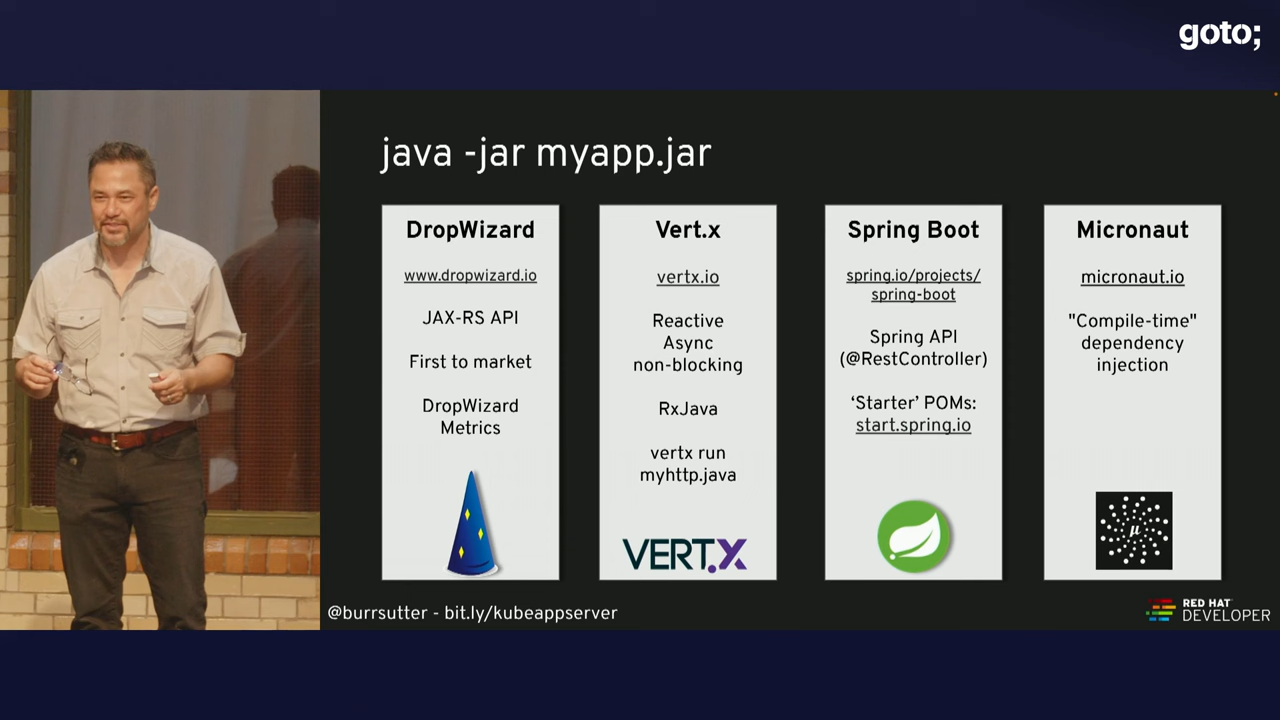 goto;
java -jar myapp.jar
DropWizard
www.dropwizard.io
JAX-RS API
First to market
DropWizard
Metrics
Vert.x
vertx.io
Reactive
Async
non-blocking
RxJava
vertx run
myhttp.java
VERT.X
Spring Boot
spring.io/projects/
spring-boot
Spring API
(@RestController)
‘Starter’ POMs:
start.spring.io
Micronaut
micronaut.io
"Compile-time"
dependency
injection
μ
@burrsutter - bit.ly/kubeappserver
RED HAT
DEVELOPER